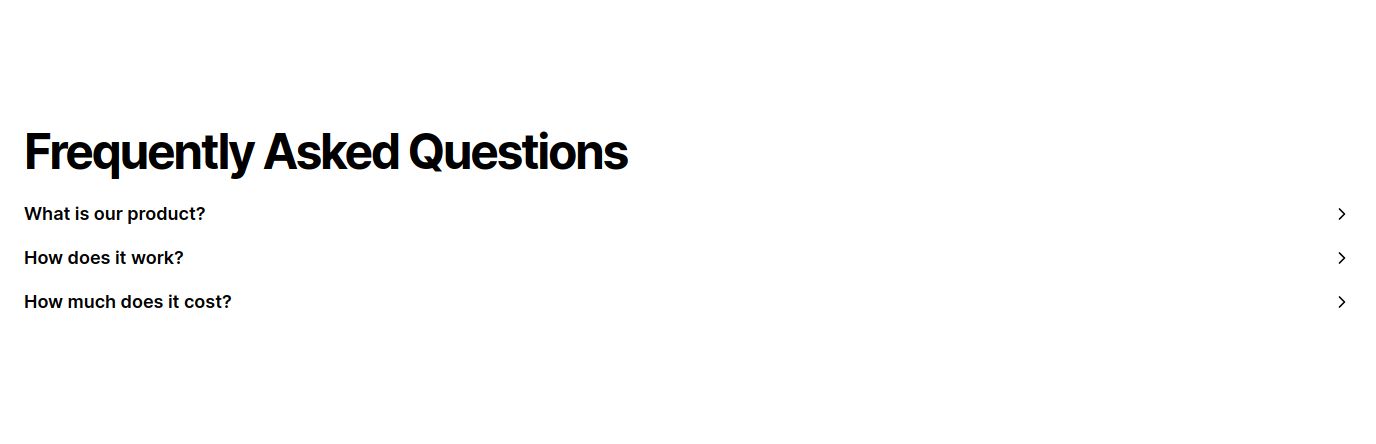 Frequently Asked Questions
What is our product?
How does it work?
How much does it cost?